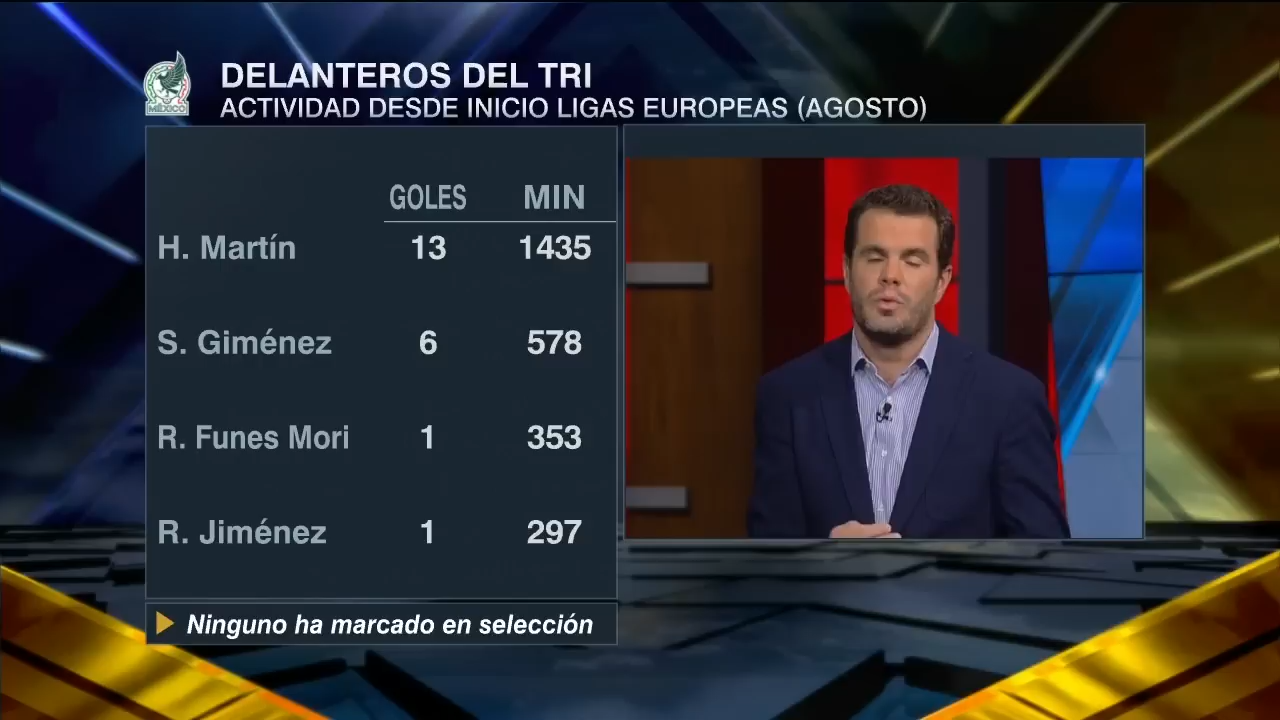 DELANTEROS DEL TRI
ACTIVIDAD DESDE INICIO LIGAS EUROPEAS (AGOSTO)
MÉXICO
GOLES MIN
H. Martín 13 1435
S. Giménez 6 578
R. Funes Mori 1 353
R. Jiménez 1 297
Ninguno ha marcado en selección